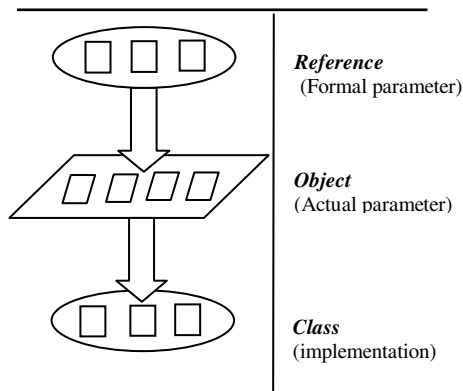 Reference
(Formal parameter)
Object
(Actual parameter)
Class
(implementation)